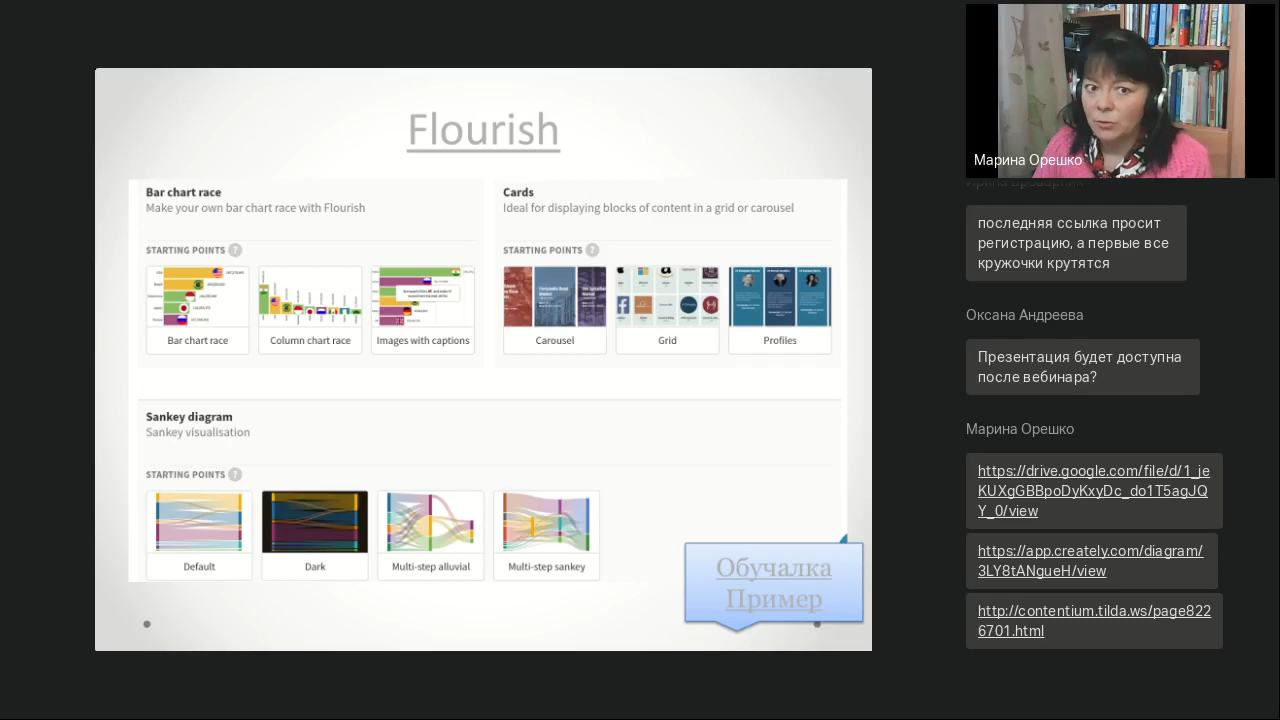 Flourish
Bar chart race
Make your own bar chart race with Flourish
STARTING POINTS ?
Bar chart race
Column chart race
Images with captions
Cards
Ideal for displaying blocks of content in a grid or carousel
STARTING POINTS ?
Carousel
Grid
Profiles
Sankey diagram
Sankey visualisation
STARTING POINTS ?
Default
Dark
Multi-step alluvial
Multi-step sankey
Обучалка
Пример
Марина Орешко
последняя ссылка просит
регистрацию, а первые все
кружочки крутятся
Оксана Андреева
Презентация будет доступна
после вебинара?
Марина Орешко
https://drive.google.com/file/d/1_je
KUXgGBBpoDyKxyDc_do1T5agJQ
Y_0/view
https://app.creately.com/diagram/
3LY8tANgueH/view
http://contentium.tilda.ws/page822
6701.html